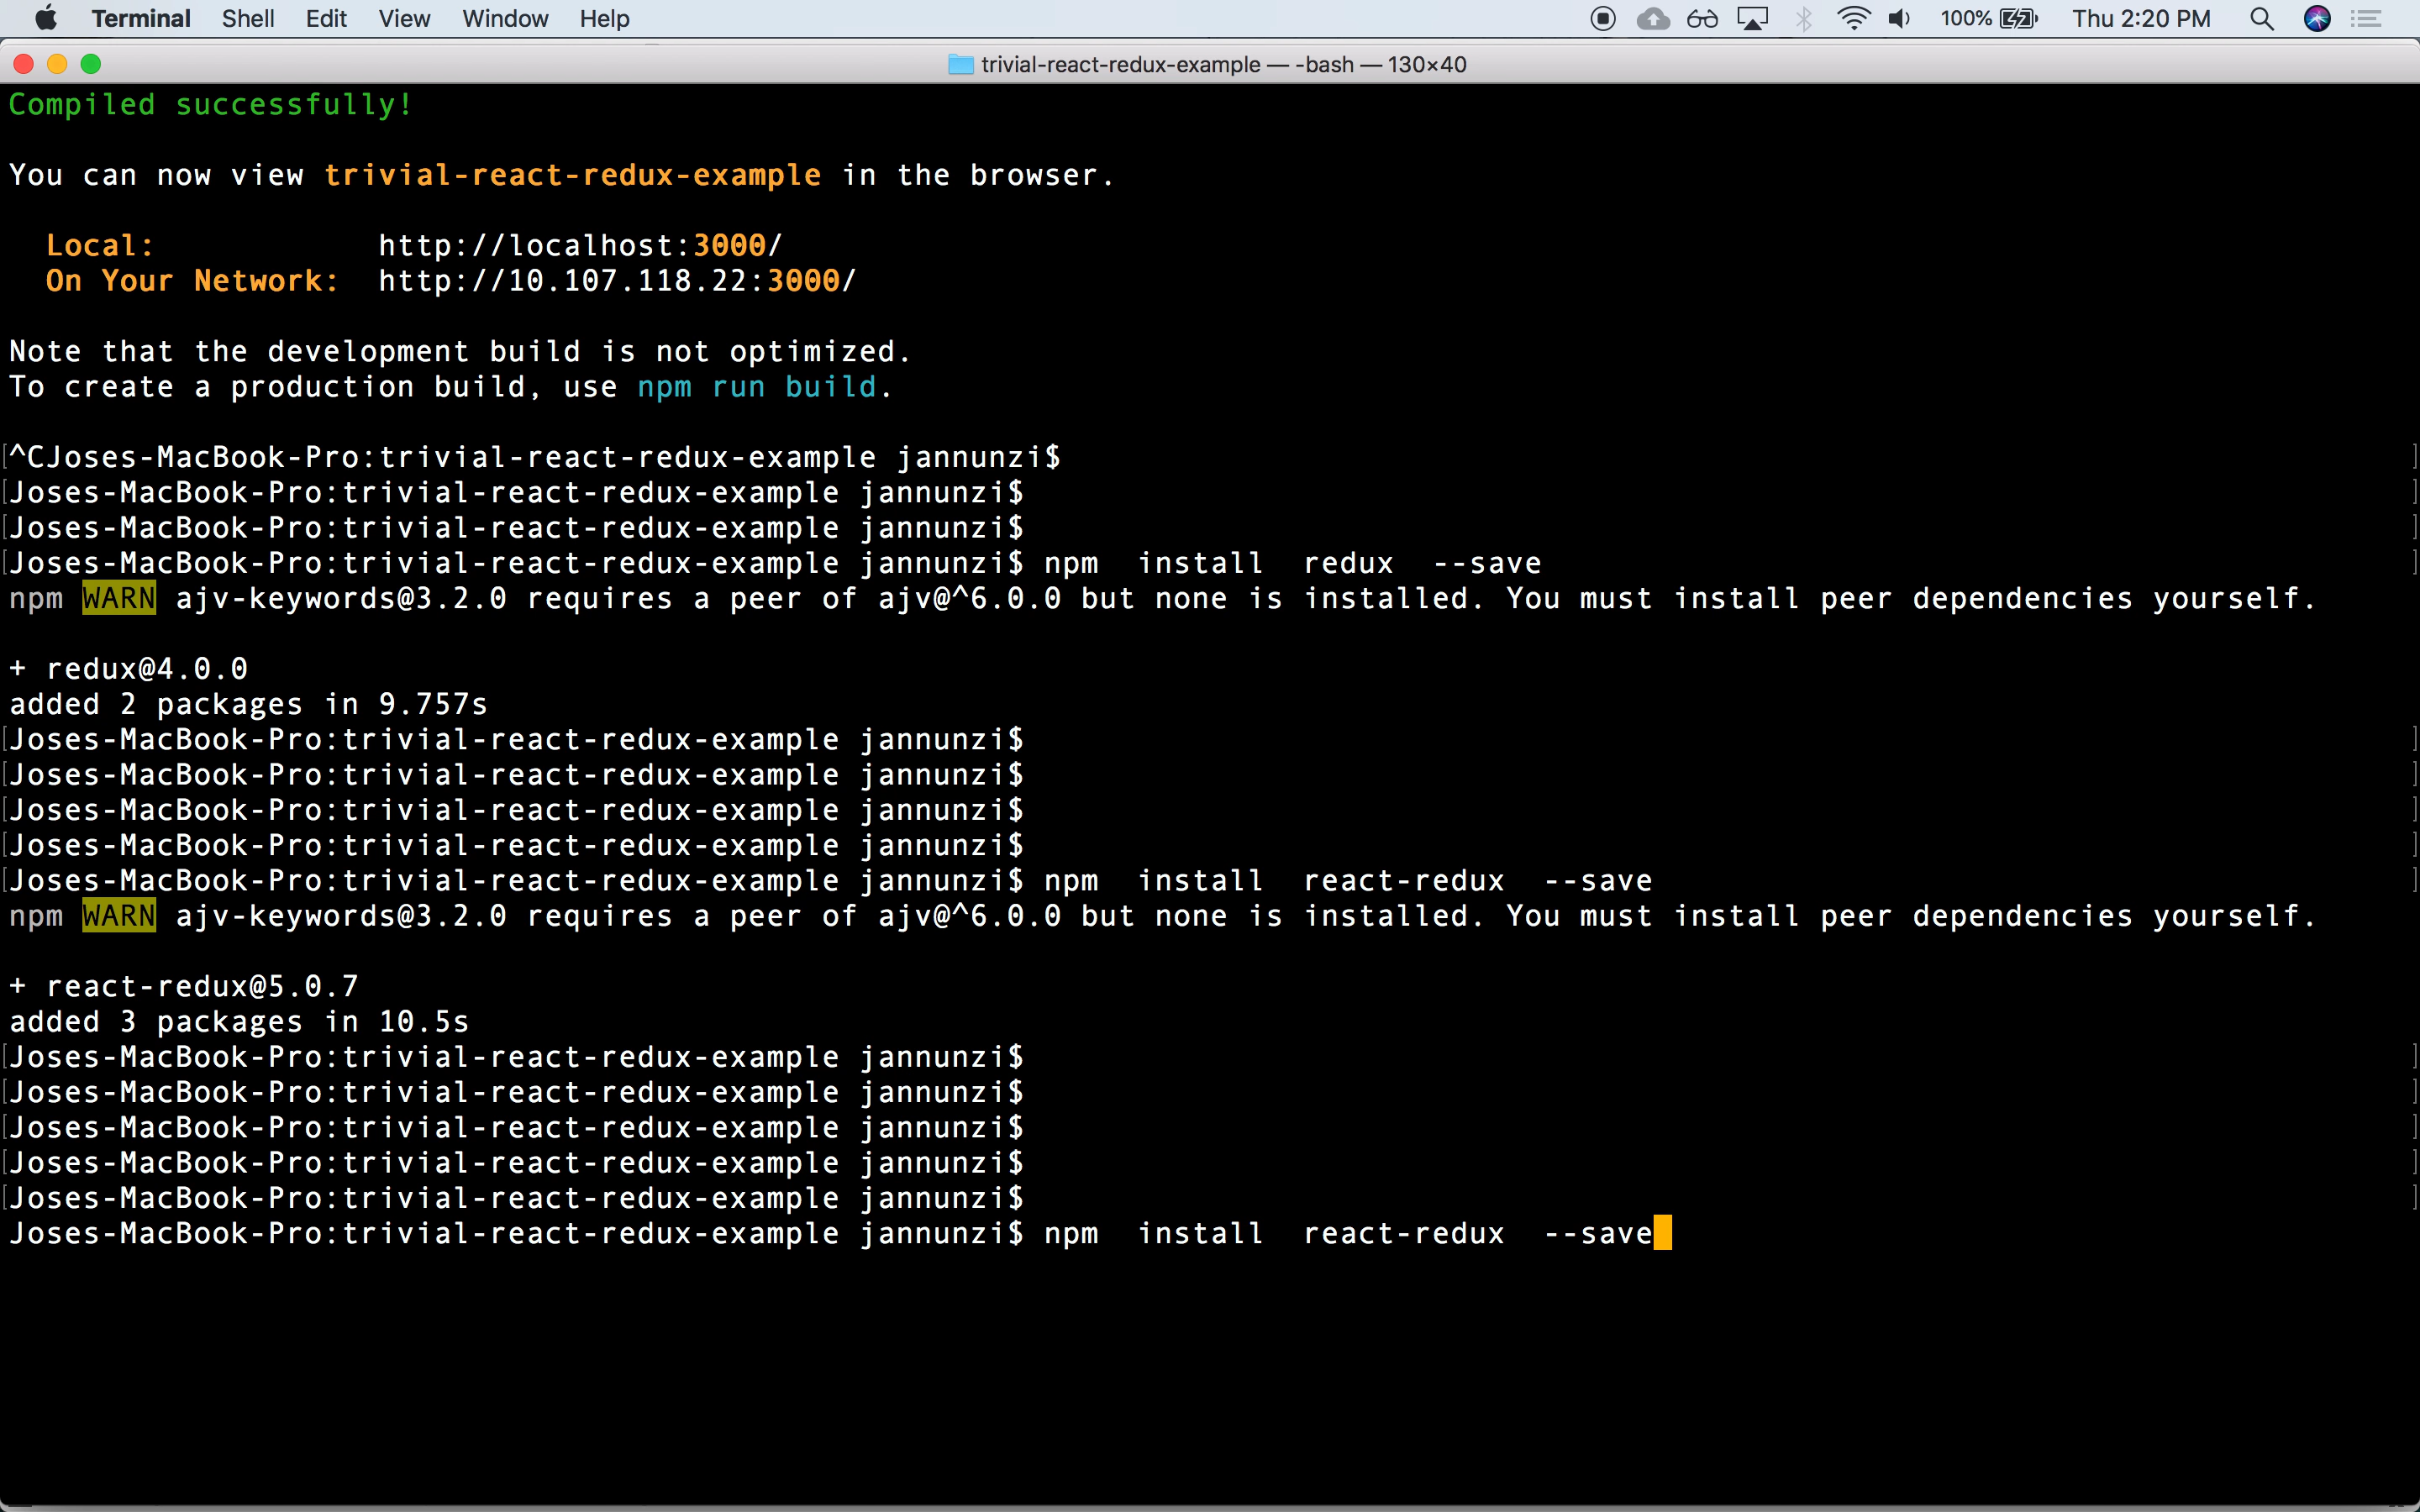 Terminal Shell Edit View Window Help 100% Thu 2:20 PM
trivial-react-redux-example — -bash — 130×40
Compiled successfully!
You can now view trivial-react-redux-example in the browser.
Local: http://localhost:3000/
On Your Network: http://10.107.118.22:3000/
Note that the development build is not optimized.
To create a production build, use npm run build.
[^CJoses-MacBook-Pro:trivial-react-redux-example jannunzi$ ]
[Joses-MacBook-Pro:trivial-react-redux-example jannunzi$ ]
[Joses-MacBook-Pro:trivial-react-redux-example jannunzi$ ]
[Joses-MacBook-Pro:trivial-react-redux-example jannunzi$ npm  install  redux  --save ]
npm WARN ajv-keywords@3.2.0 requires a peer of ajv@^6.0.0 but none is installed. You must install peer dependencies yourself.
+ redux@4.0.0
added 2 packages in 9.757s
[Joses-MacBook-Pro:trivial-react-redux-example jannunzi$ ]
[Joses-MacBook-Pro:trivial-react-redux-example jannunzi$ ]
[Joses-MacBook-Pro:trivial-react-redux-example jannunzi$ ]
[Joses-MacBook-Pro:trivial-react-redux-example jannunzi$ ]
[Joses-MacBook-Pro:trivial-react-redux-example jannunzi$ npm  install  react-redux  --save ]
npm WARN ajv-keywords@3.2.0 requires a peer of ajv@^6.0.0 but none is installed. You must install peer dependencies yourself.
+ react-redux@5.0.7
added 3 packages in 10.5s
[Joses-MacBook-Pro:trivial-react-redux-example jannunzi$ ]
[Joses-MacBook-Pro:trivial-react-redux-example jannunzi$ ]
[Joses-MacBook-Pro:trivial-react-redux-example jannunzi$ ]
[Joses-MacBook-Pro:trivial-react-redux-example jannunzi$ ]
[Joses-MacBook-Pro:trivial-react-redux-example jannunzi$ ]
Joses-MacBook-Pro:trivial-react-redux-example jannunzi$ npm  install  react-redux  --save